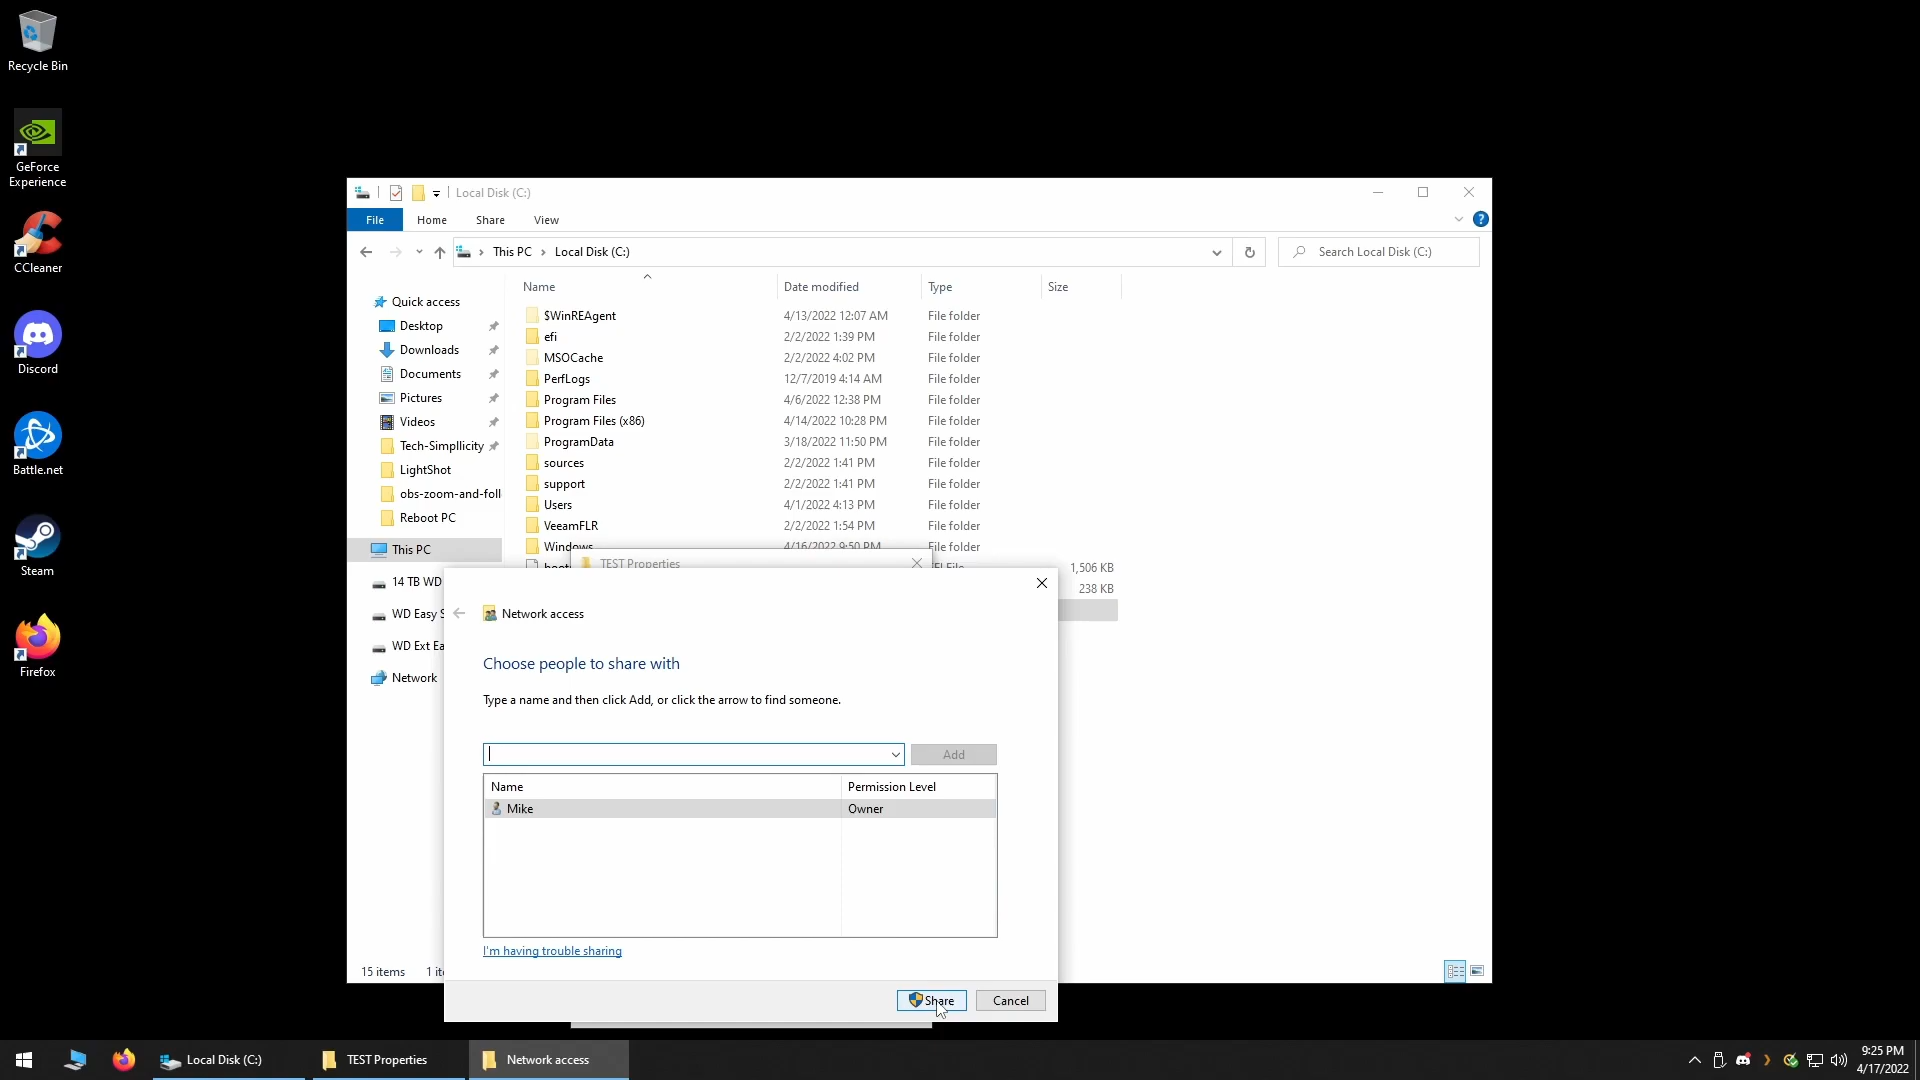 Recycle Bin
GeForce
Experience
CCleaner
Discord
Battle.net
Steam
Firefox
Local Disk (C:)
File Home Share View
This PC Local Disk (C:)
Search Local Disk (C:)
Name Date modified Type Size
Quick access
Desktop
Downloads
Documents
Pictures
Videos
Tech-Simpllicity
LightShot
obs-zoom-and-foll
Reboot PC
This PC
14 TB WD
WD Easy S
WD Ext Ea
Network
$WinREAgent 4/13/2022 12:07 AM File folder
efi 2/2/2022 1:39 PM File folder
MSOCache 2/2/2022 4:02 PM File folder
PerfLogs 12/7/2019 4:14 AM File folder
Program Files 4/6/2022 12:38 PM File folder
Program Files (x86) 4/14/2022 10:28 PM File folder
ProgramData 3/18/2022 11:50 PM File folder
sources 2/2/2022 1:41 PM File folder
support 2/2/2022 1:41 PM File folder
Users 4/1/2022 4:13 PM File folder
VeeamFLR 2/2/2022 1:54 PM File folder
Windows 4/16/2022 9:50 PM File folder
1,506 KB
238 KB
TEST Properties
Network access
Choose people to share with
Type a name and then click Add, or click the arrow to find someone.
Add
Name Permission Level
Mike Owner
I'm having trouble sharing
Share Cancel
15 items 1 it
Local Disk (C:) TEST Properties Network access
9:25 PM
4/17/2022